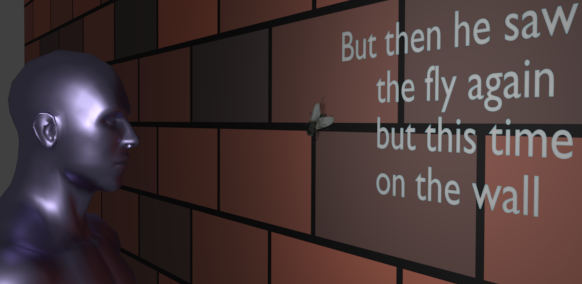 But then he saw
the fly again
but this time
on the wall